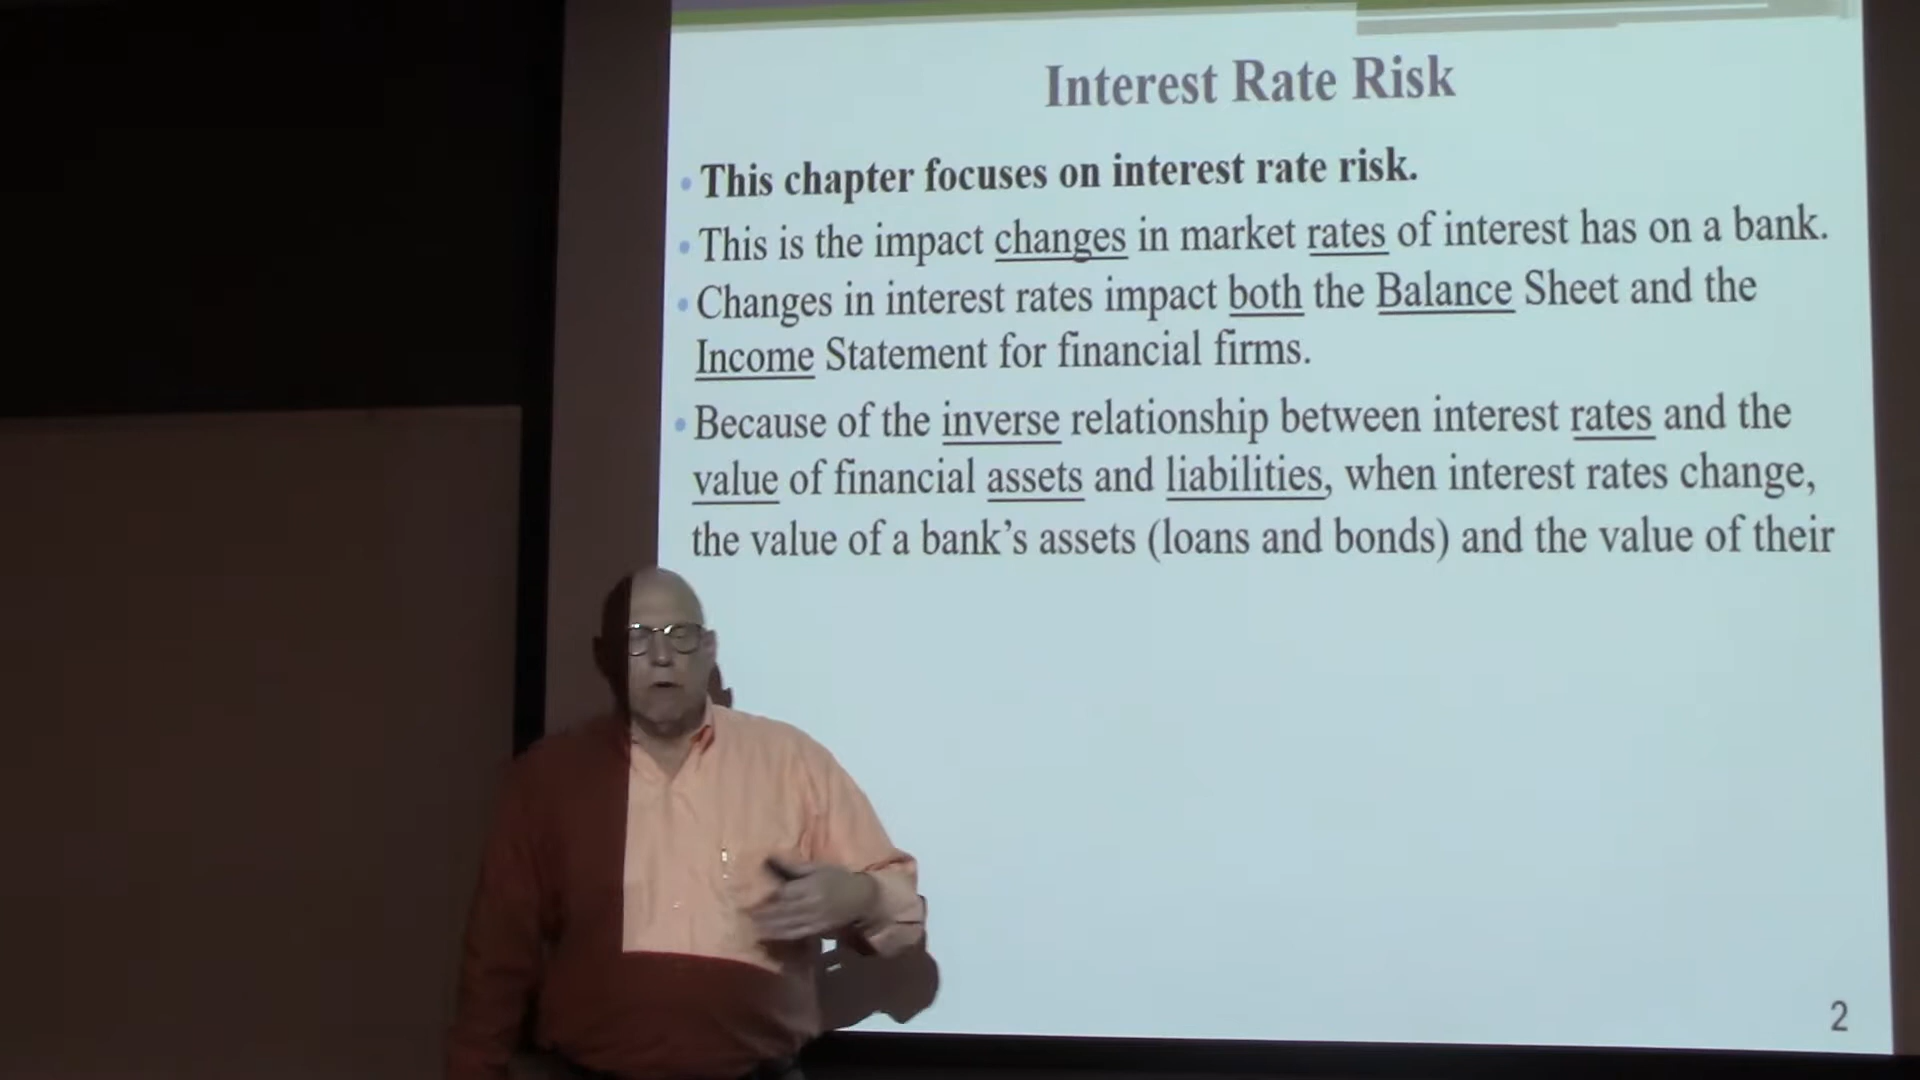 Interest Rate Risk
• This chapter focuses on interest rate risk.
• This is the impact changes in market rates of interest has on a bank.
• Changes in interest rates impact both the Balance Sheet and the
Income Statement for financial firms.
• Because of the inverse relationship between interest rates and the
value of financial assets and liabilities, when interest rates change,
the value of a bank’s assets (loans and bonds) and the value of their
2